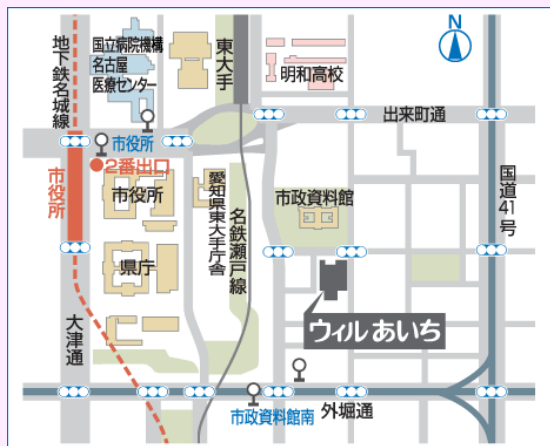 N
地下鉄名城線
国立病院機構
名古屋
医療センター
東大手
明和高校
出来町通
市役所
2番出口
市役所
市役所
愛知県東大手庁舎
名鉄瀬戸線
市政資料館
国道41号
県庁
大津通
ウィルあいち
市政資料館南
外堀通